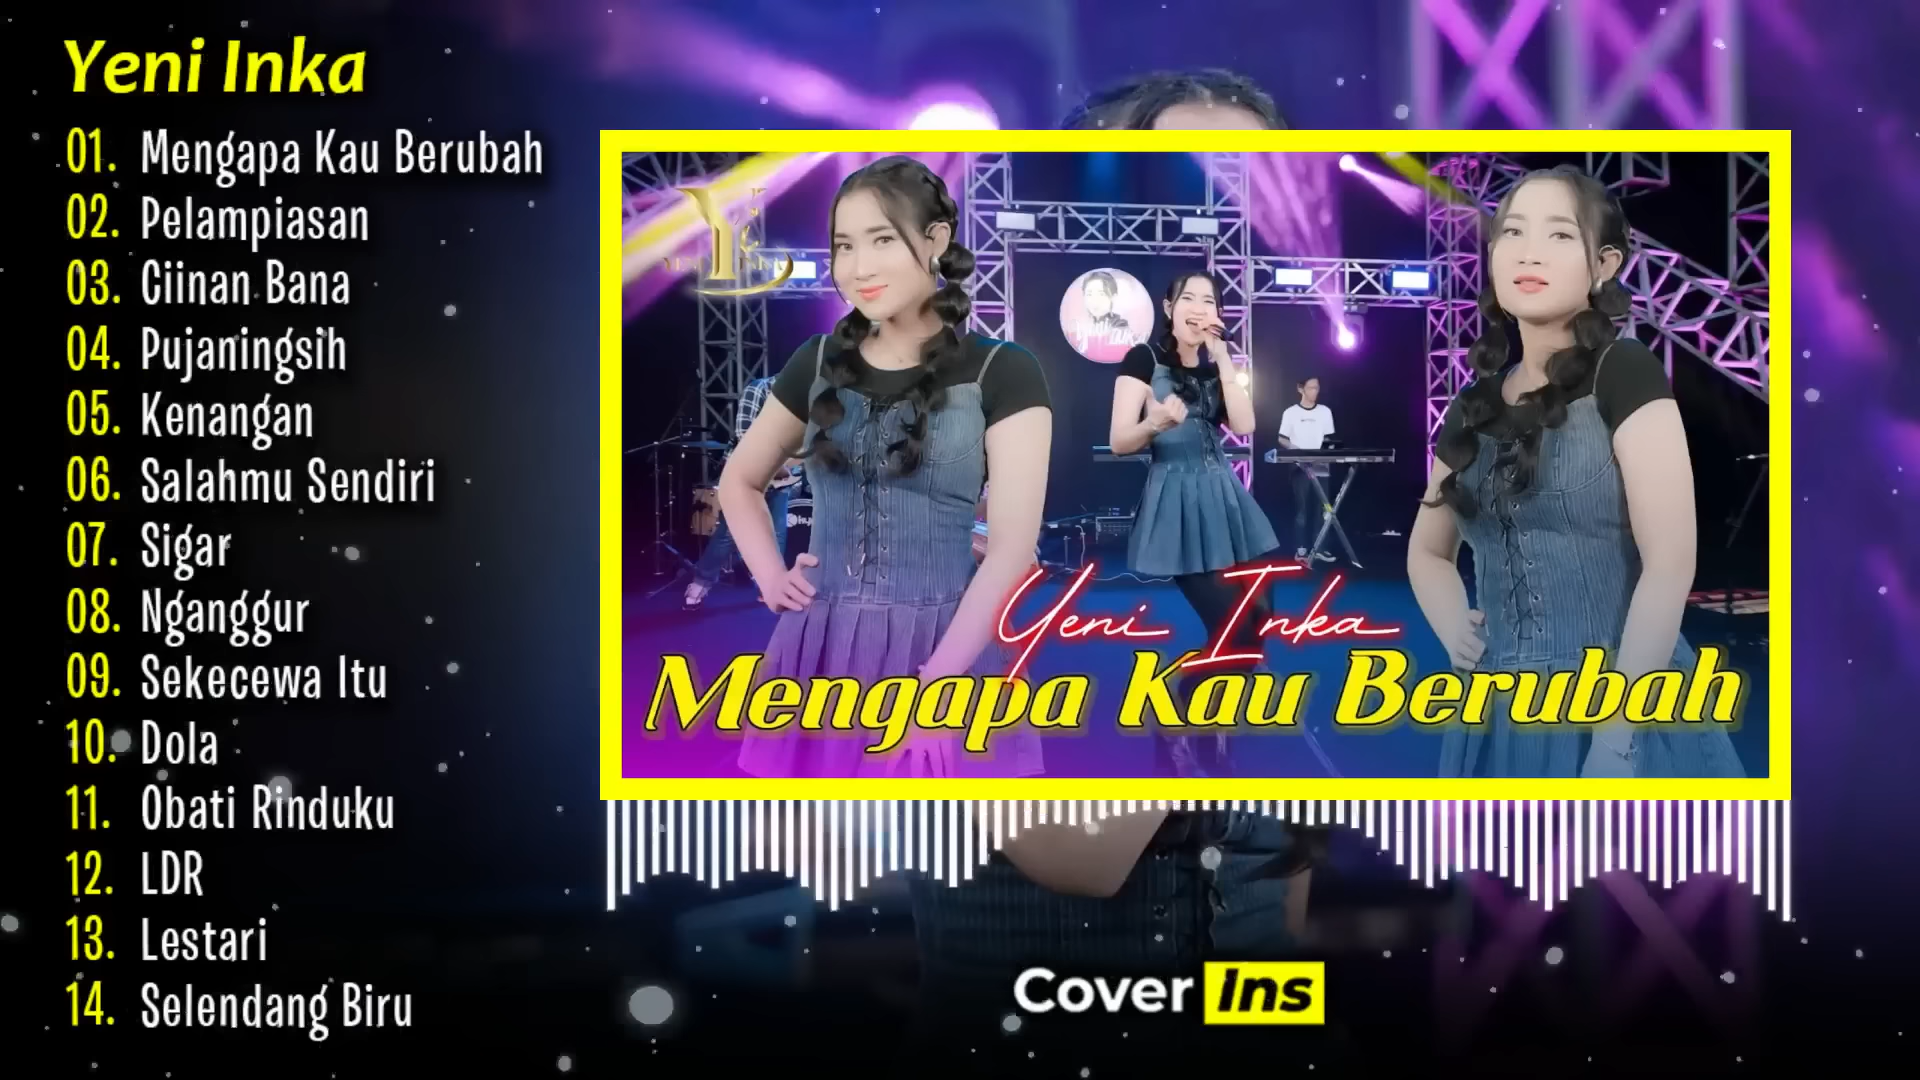 Yeni Inka
01. Mengapa Kau Berubah
02. Pelampiasan
03. Ciinan Bana
04. Pujaningsih
05. Kenangan
06. Salahmu Sendiri
07. Sigar
08. Nganggur
09. Sekecewa Itu
10. Dola
11. Obati Rinduku
12. LDR
13. Lestari
14. Selendang Biru
Yeni Inka
Mengapa Kau Berubah
Cover Ins